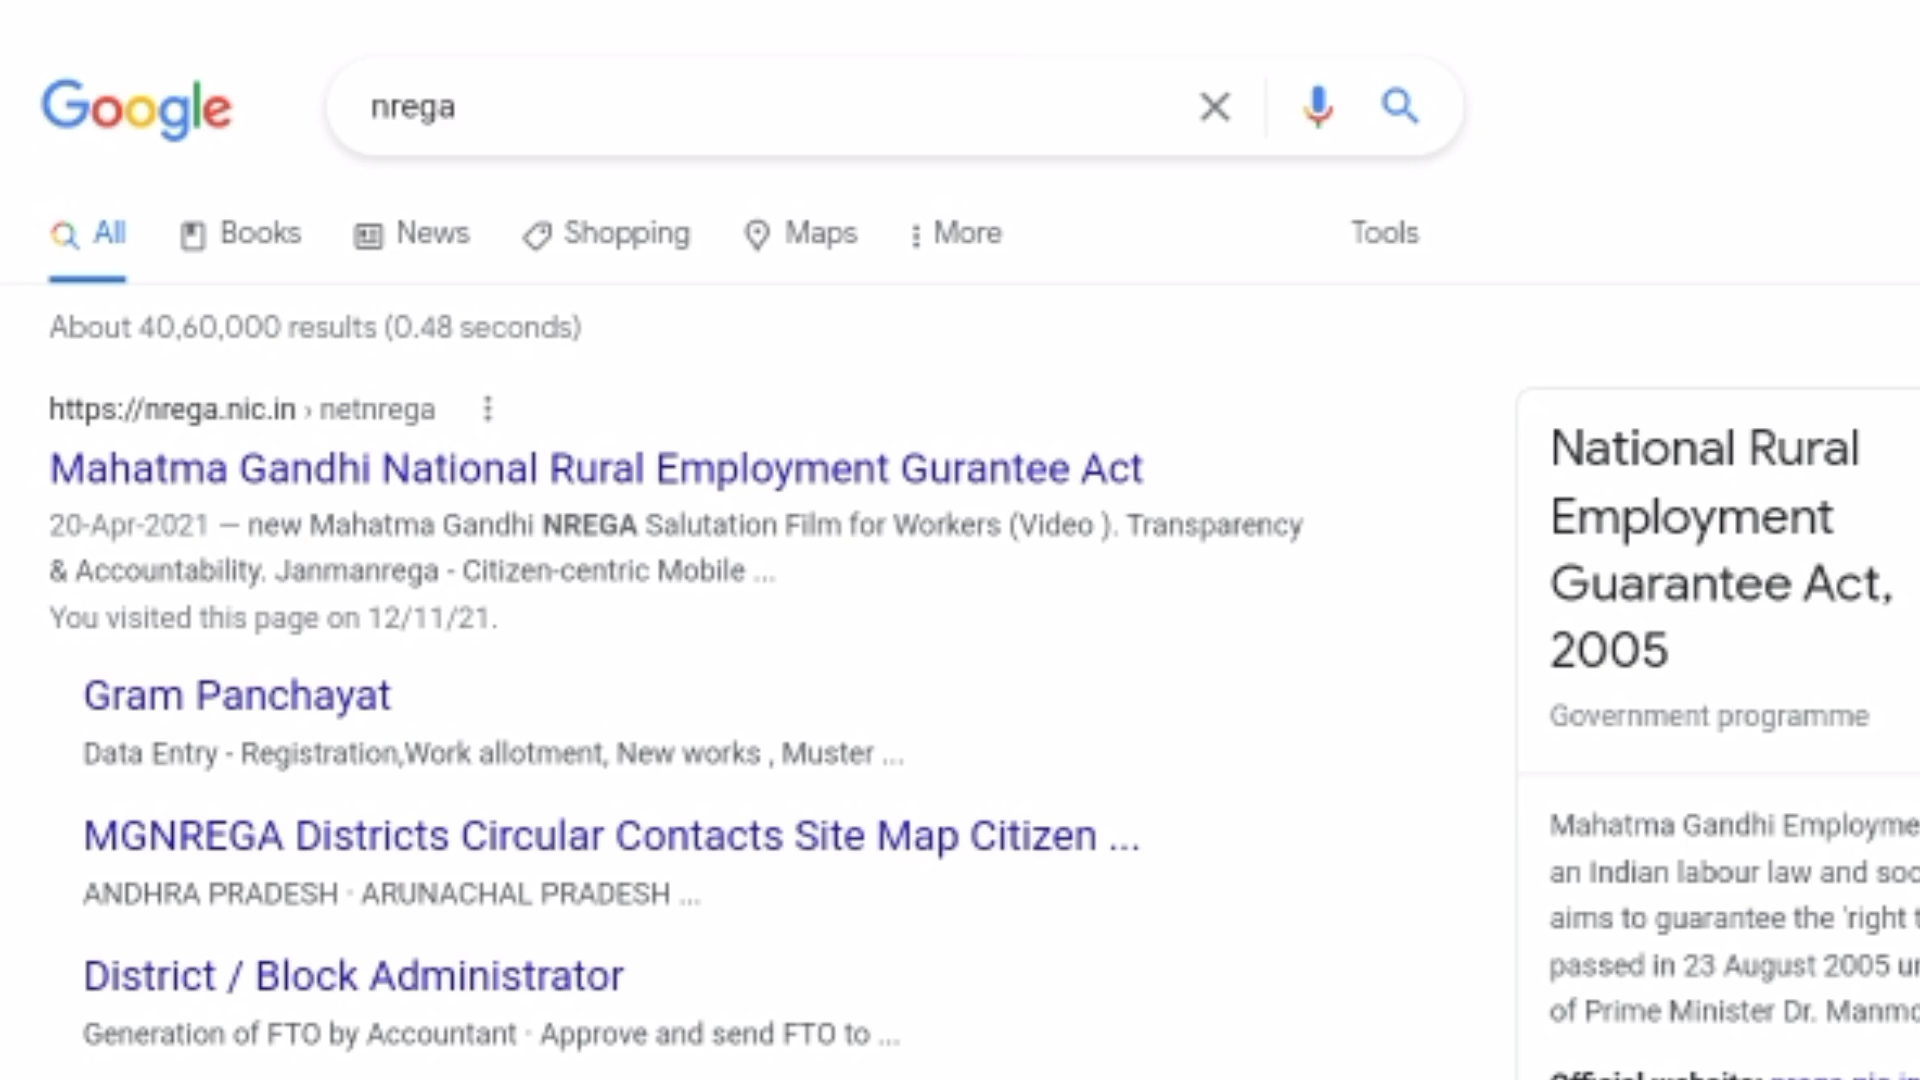 Google
nrega
All Books News Shopping Maps More Tools
About 40,60,000 results (0.48 seconds)
https://nrega.nic.in › netnrega
Mahatma Gandhi National Rural Employment Gurantee Act
20-Apr-2021 — new Mahatma Gandhi NREGA Salutation Film for Workers (Video ). Transparency
& Accountability. Janmanrega - Citizen-centric Mobile ...
You visited this page on 12/11/21.
Gram Panchayat
Data Entry - Registration,Work allotment, New works , Muster ...
MGNREGA Districts Circular Contacts Site Map Citizen ...
ANDHRA PRADESH · ARUNACHAL PRADESH ...
District / Block Administrator
Generation of FTO by Accountant · Approve and send FTO to ...
National Rural
Employment
Guarantee Act,
2005
Government programme
Mahatma Gandhi
an Indian labour law and
aims to guarantee the 'right
passed in 23 August 2005
of Prime Minister Dr.